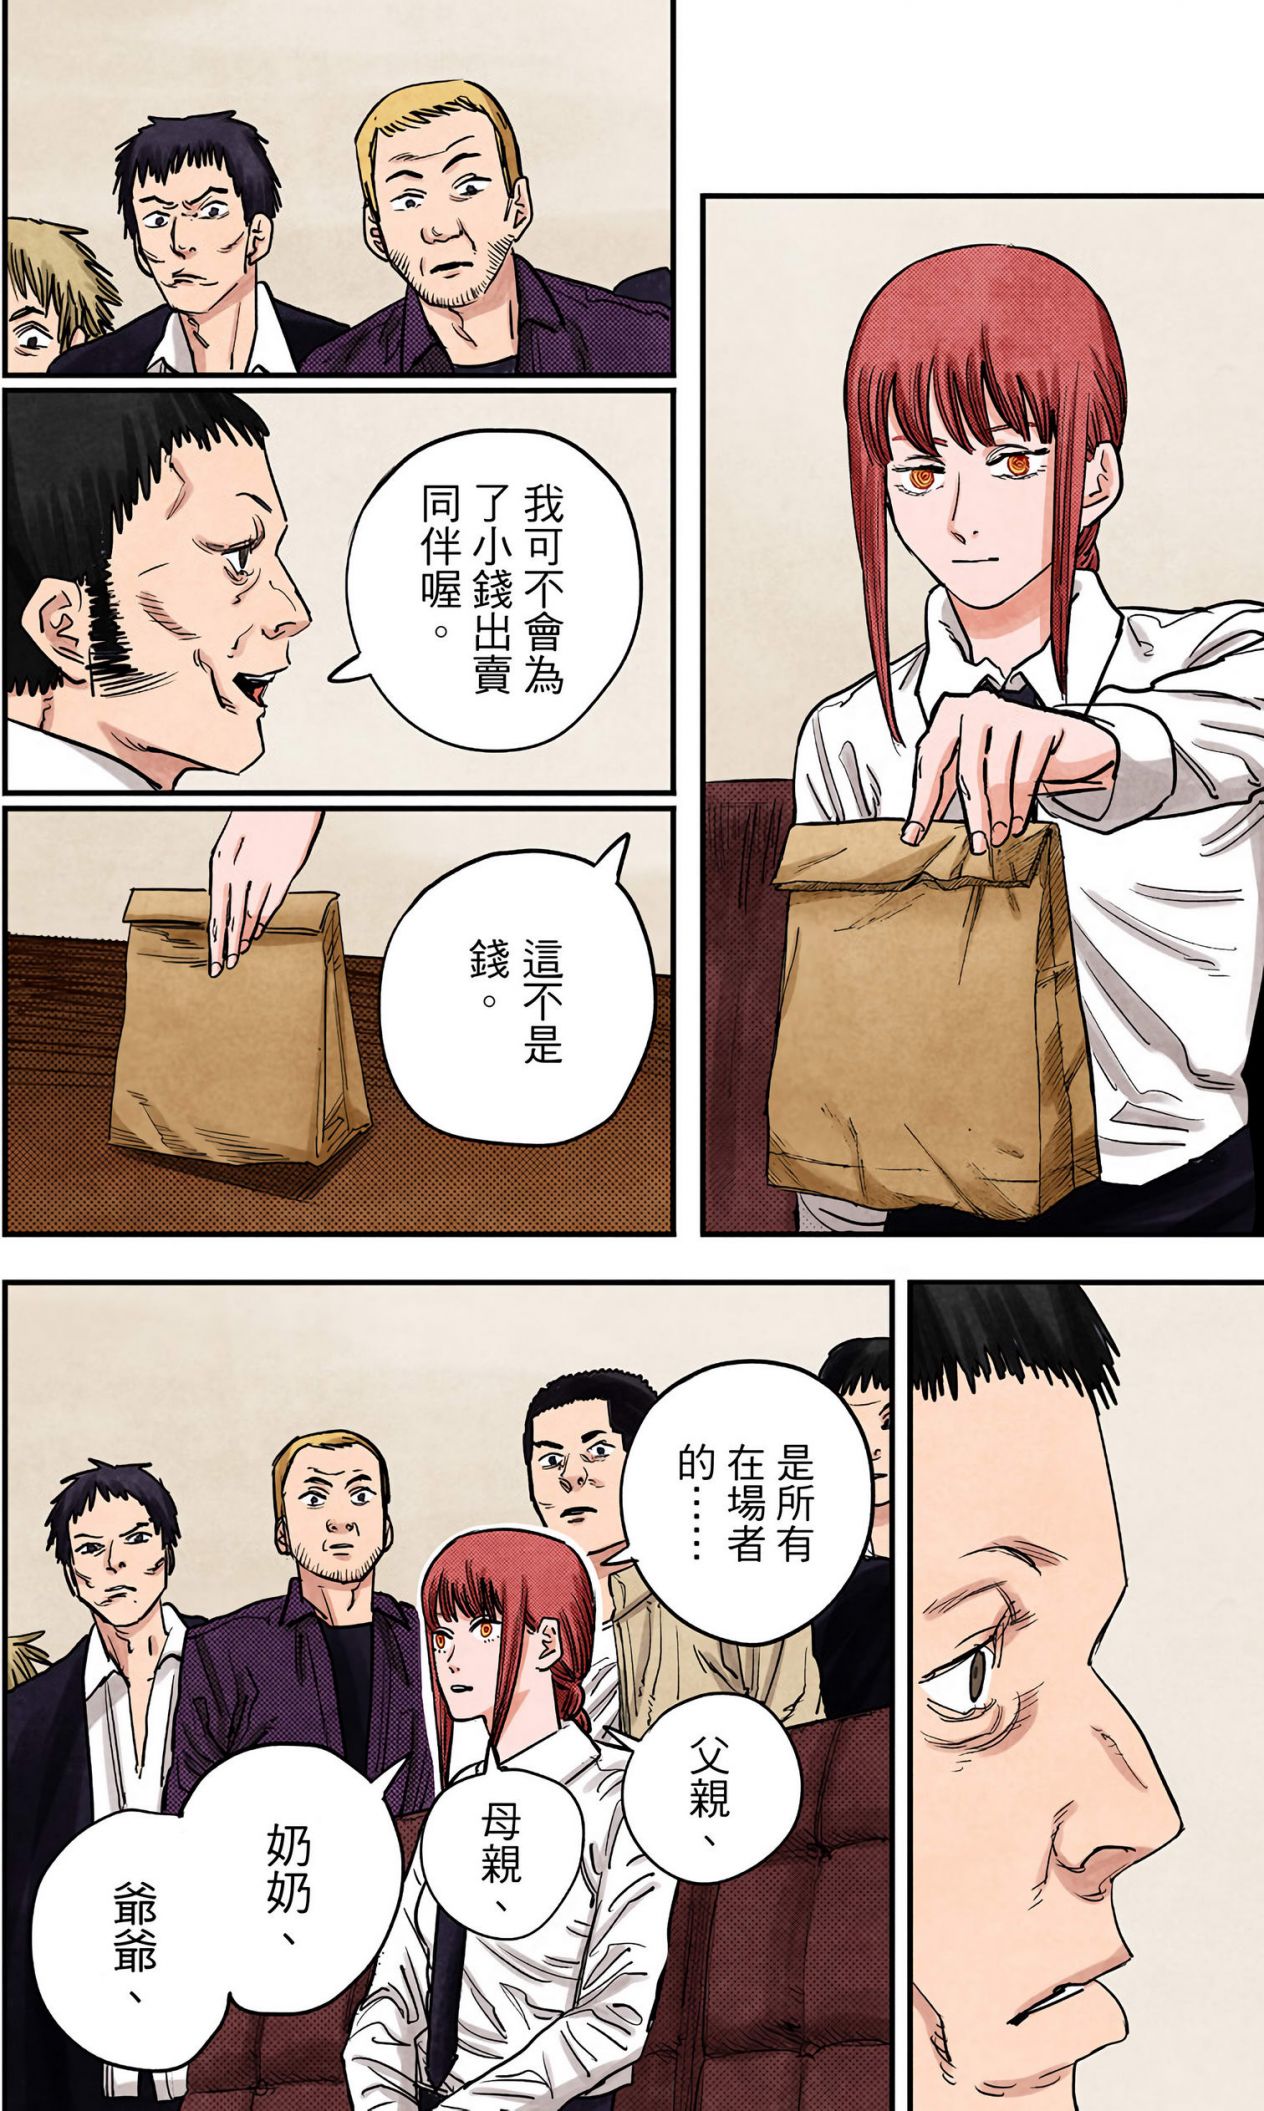 我可不會為
了小錢出賣
同伴喔。
這不是
錢。
是所有
在場者
的⋯⋯
父親、
母親、
奶奶、
爺爺、